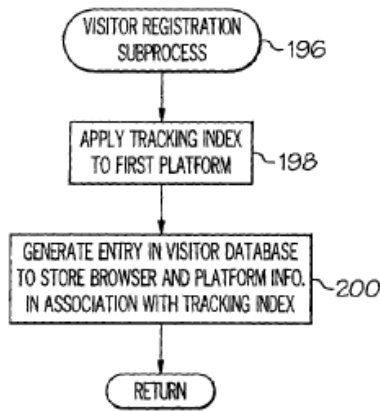 VISITOR REGISTRATION
SUBPROCESS
196
APPLY TRACKING INDEX
TO FIRST PLATFORM
198
GENERATE ENTRY IN VISITOR DATABASE
TO STORE BROWSER AND PLATFORM INFO.
IN ASSOCIATION WITH TRACKING INDEX
200
RETURN